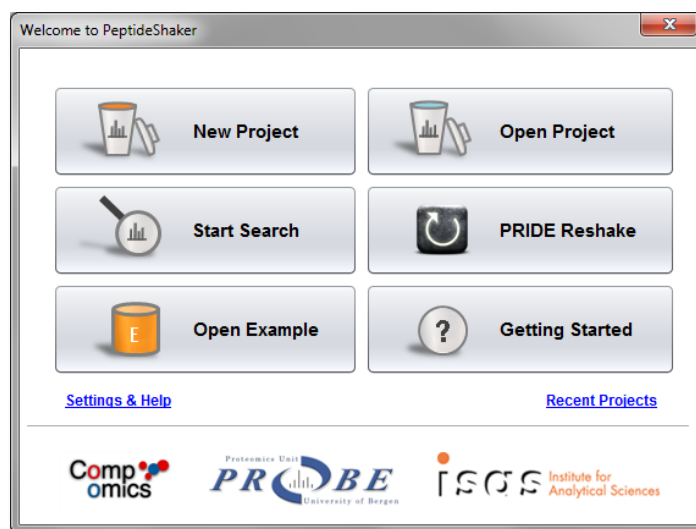 Welcome to PeptideShaker
New Project
Open Project
Start Search
PRIDE Reshake
E
Open Example
?
Getting Started
Settings & Help
Recent Projects
Comp
omics
Proteomics Unit
PROBE
University of Bergen
isas
Institute for
Analytical Sciences